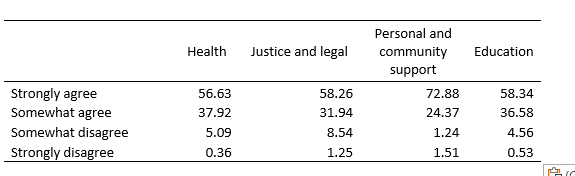 Health Justice and legal Personal and community support Education
Strongly agree 56.63 58.26 72.88 58.34
Somewhat agree 37.92 31.94 24.37 36.58
Somewhat disagree 5.09 8.54 1.24 4.56
Strongly disagree 0.36 1.25 1.51 0.53